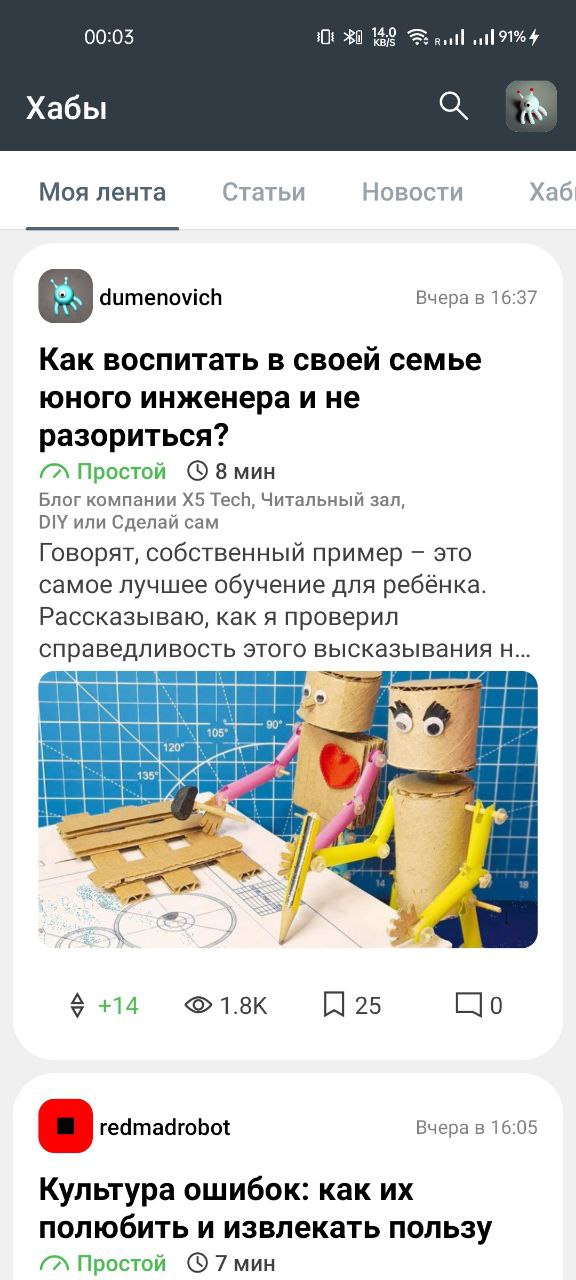 00:03
14.0
KB/S
R
91%
Хабы
Моя лента Статьи Новости Хаб
dumenovich Вчера в 16:37
Как воспитать в своей семье
юного инженера и не
разориться?
Простой 8 мин
Блог компании X5 Tech, Читальный зал,
DIY или Сделай сам
Говорят, собственный пример – это
самое лучшее обучение для ребёнка.
Рассказываю, как я проверил
справедливость этого высказывания н...
90°
105°
120°
135°
14
18
+14 1.8K 25 0
redmadrobot Вчера в 16:05
Культура ошибок: как их
полюбить и извлекать пользу
Простой 7 мин